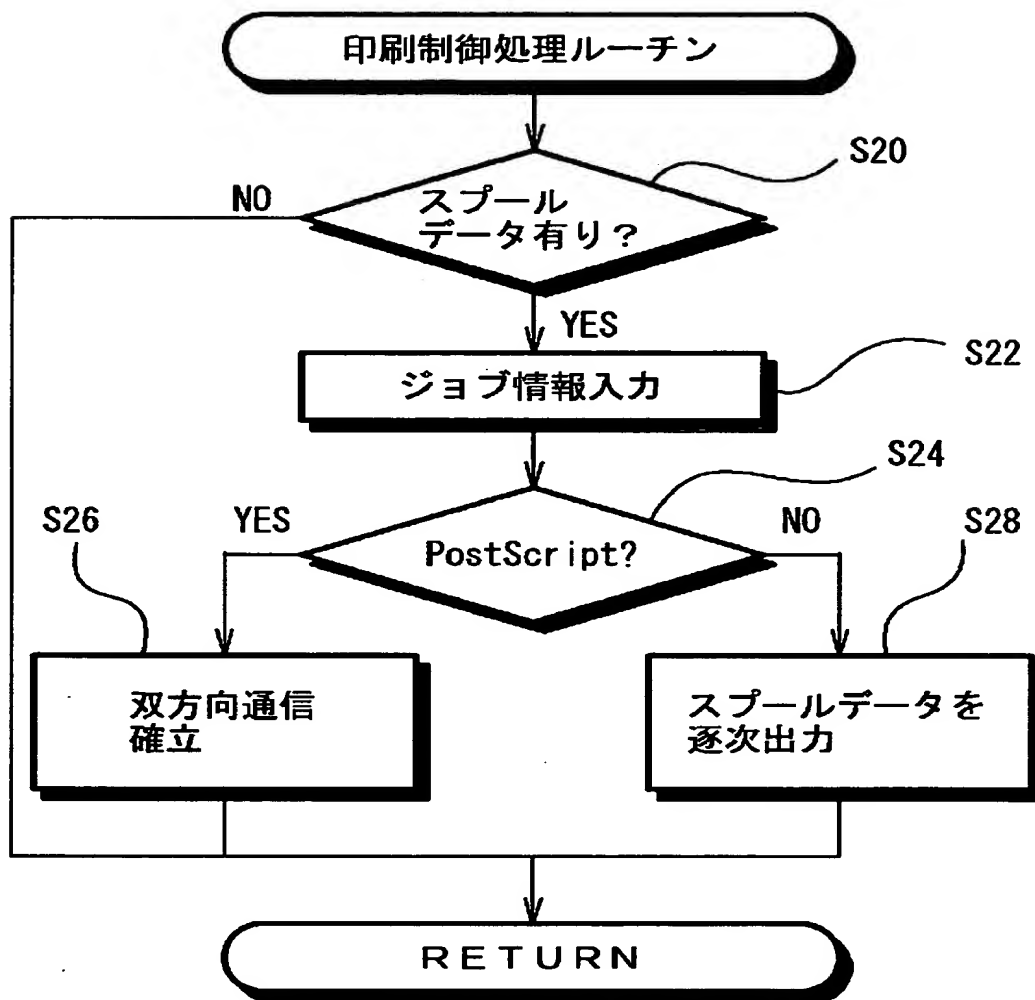 印刷制御処理ルーチン
S20
NO
スプール
データ有り？
YES
S22
ジョブ情報入力
S24
S26
YES
PostScript?
NO
S28
双方向通信
確立
スプールデータを
逐次出力
RETURN